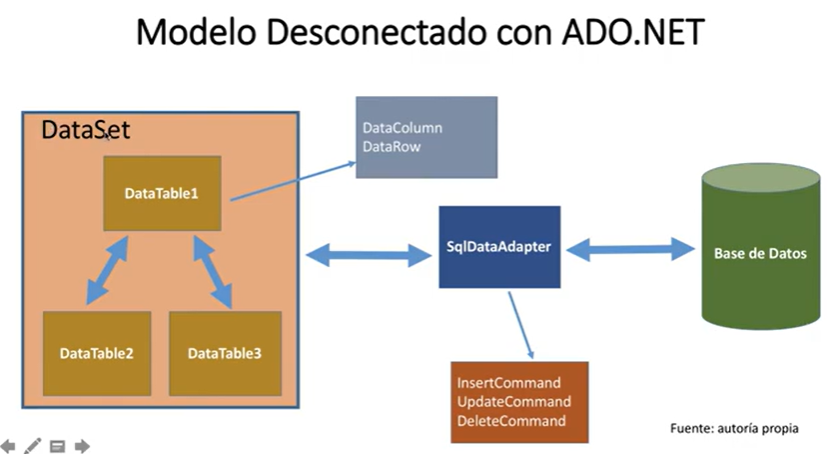 Modelo Desconectado con ADO.NET
DataSet
DataColumn
DataRow
DataTable1
SqlDataAdapter
Base de Datos
DataTable2
DataTable3
InsertCommand
UpdateCommand
DeleteCommand
Fuente: autoría propia